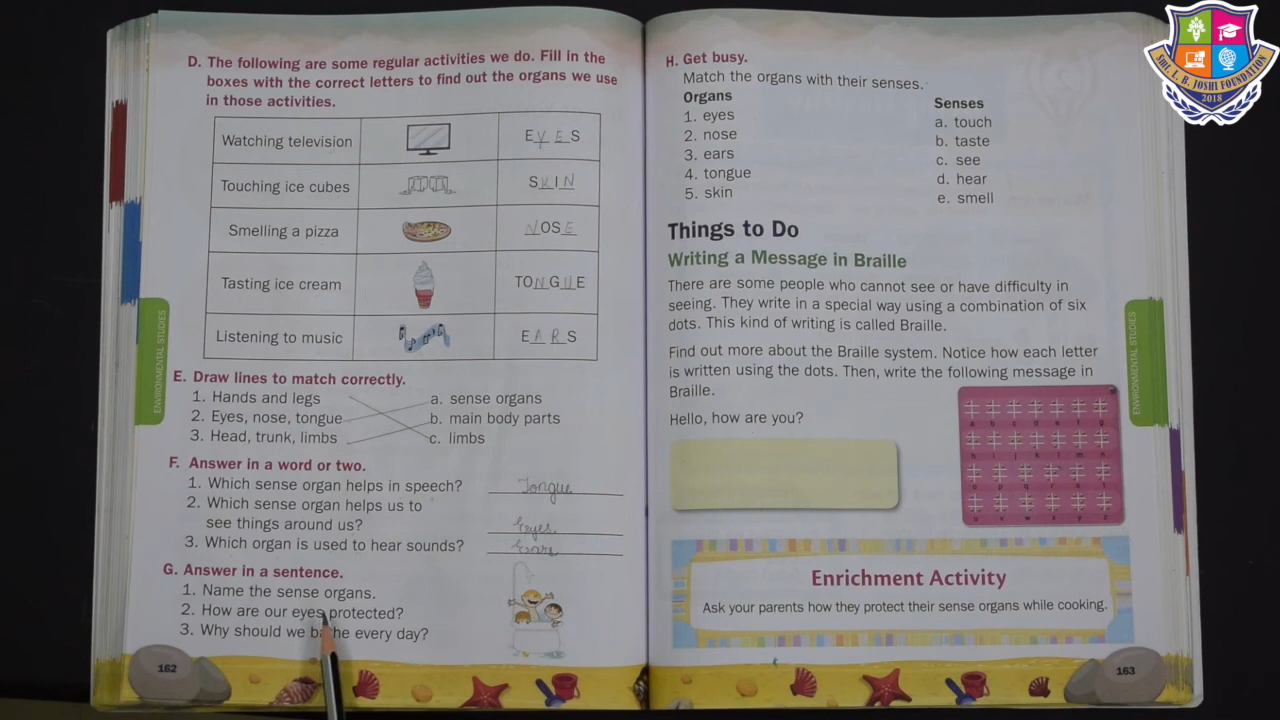 D. The following are some regular activities we do. Fill in the
boxes with the correct letters to find out the organs we use
in those activities.
Watching television EYES
Touching ice cubes SKIN
Smelling a pizza NOSE
Tasting ice cream TONGUE
Listening to music EARS
E. Draw lines to match correctly.
1. Hands and legs a. sense organs
2. Eyes, nose, tongue b. main body parts
3. Head, trunk, limbs c. limbs
F. Answer in a word or two.
1. Which sense organ helps in speech? Tongue
2. Which sense organ helps us to
see things around us? Eyes
3. Which organ is used to hear sounds? Ears
G. Answer in a sentence.
1. Name the sense organs.
2. How are our eyes protected?
3. Why should we bathe every day?
162
ENVIRONMENTAL STUDIES
H. Get busy.
Match the organs with their senses.
Organs Senses
1. eyes a. touch
2. nose b. taste
3. ears c. see
4. tongue d. hear
5. skin e. smell
Things to Do
Writing a Message in Braille
There are some people who cannot see or have difficulty in
seeing. They write in a special way using a combination of six
dots. This kind of writing is called Braille.
Find out more about the Braille system. Notice how each letter
is written using the dots. Then, write the following message in
Braille.
Hello, how are you?
Enrichment Activity
Ask your parents how they protect their sense organs while cooking.
163
ENVIRONMENTAL STUDIES
SMT. I. B. JOSHI FOUNDATION
2018